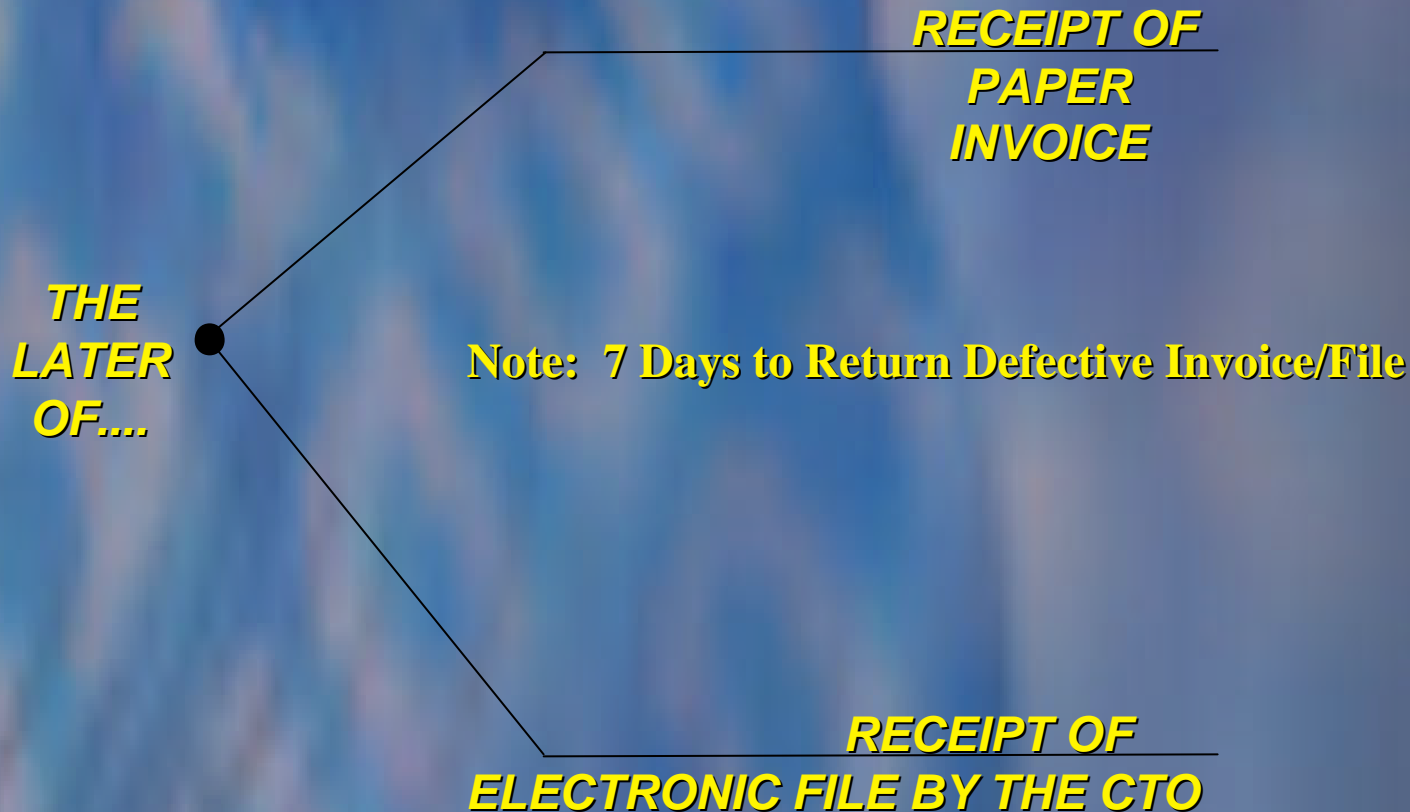 THE
LATER
OF....
RECEIPT OF
PAPER
INVOICE
Note:  7 Days to Return Defective Invoice/File
RECEIPT OF
ELECTRONIC FILE BY THE CTO